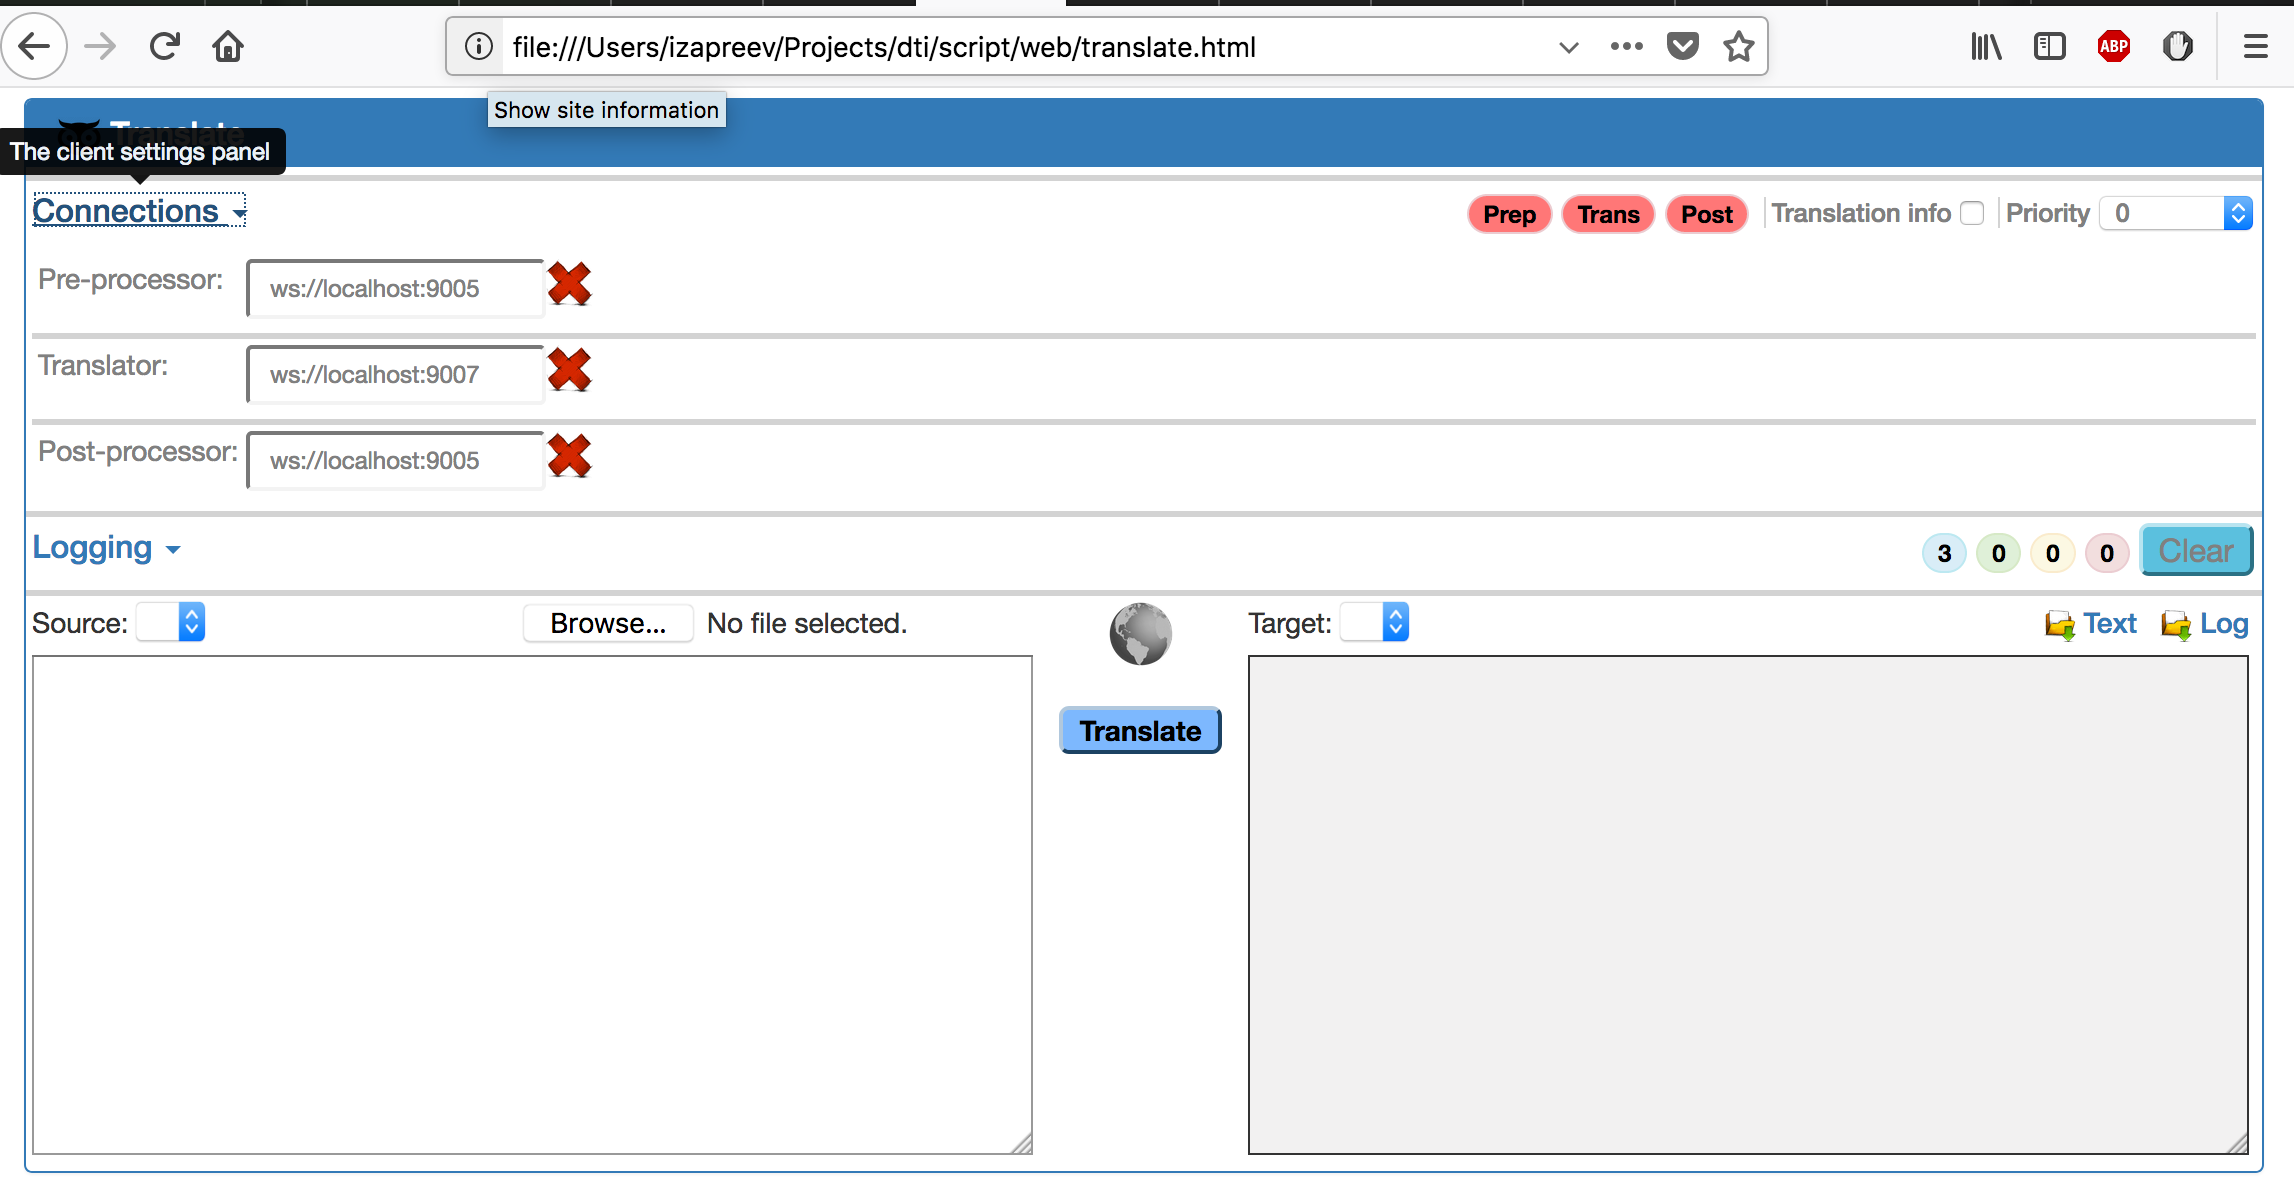 file:///Users/izapreev/Projects/dti/script/web/translate.html
ABP
Show site information
Translate
The client settings panel
Connections
Prep Trans Post Translation info Priority 0
Pre-processor: ws://localhost:9005
Translator: ws://localhost:9007
Post-processor: ws://localhost:9005
Logging 3 0 0 0 Clear
Source: Browse... No file selected. Target: Text Log
Translate